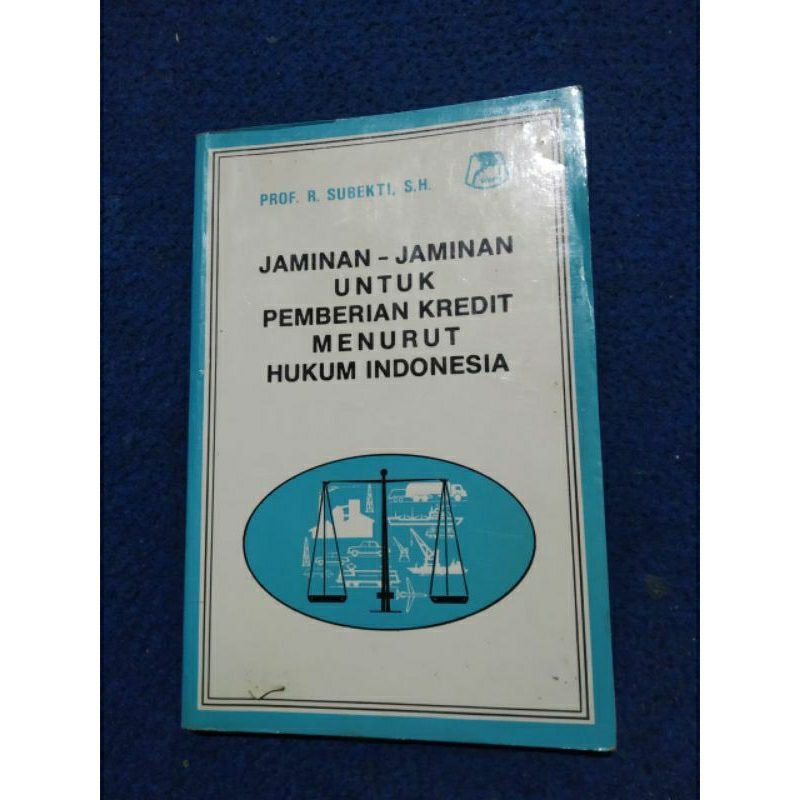 PROF. R. SUBEKTI, S.H.
JAMINAN - JAMINAN
UNTUK
PEMBERIAN KREDIT
MENURUT
HUKUM INDONESIA